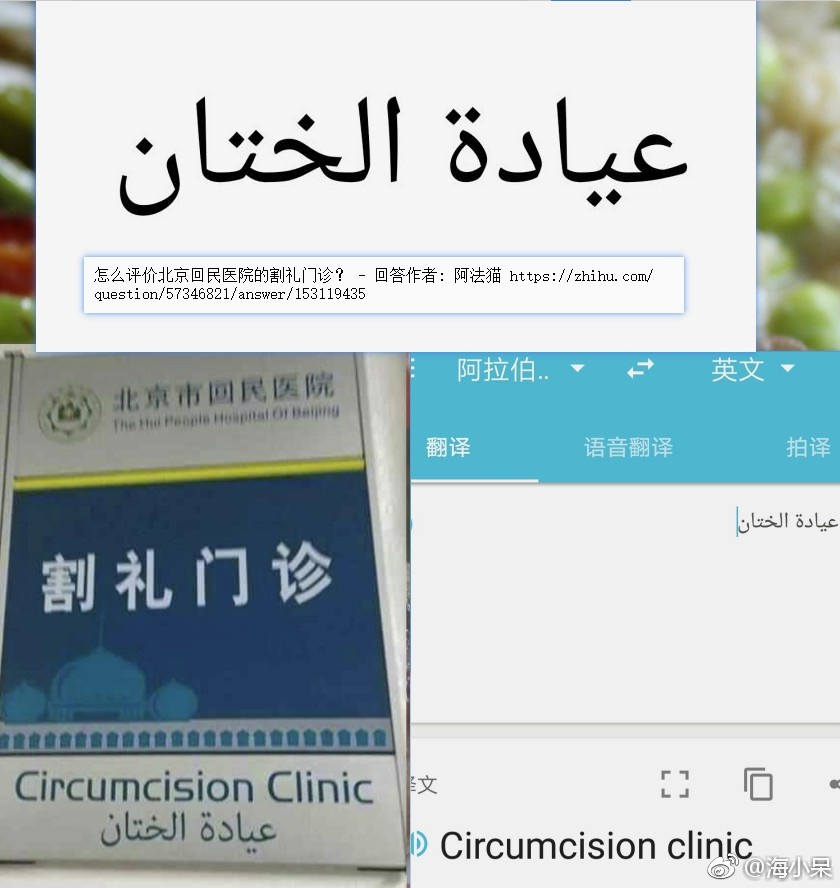 عيادة الختان
怎么评价北京回民医院的割礼门诊? - 回答作者: 阿法猫 https://zhihu.com/
question/57346821/answer/153119435
北京市回民医院
The Hui People Hospital Of Beijing
割礼门诊
Circumcision Clinic
عيادة الختان
阿拉伯.. 英文
翻译 语音翻译 拍译
عيادة الختان
译文
Circumcision clinic
@海小呆